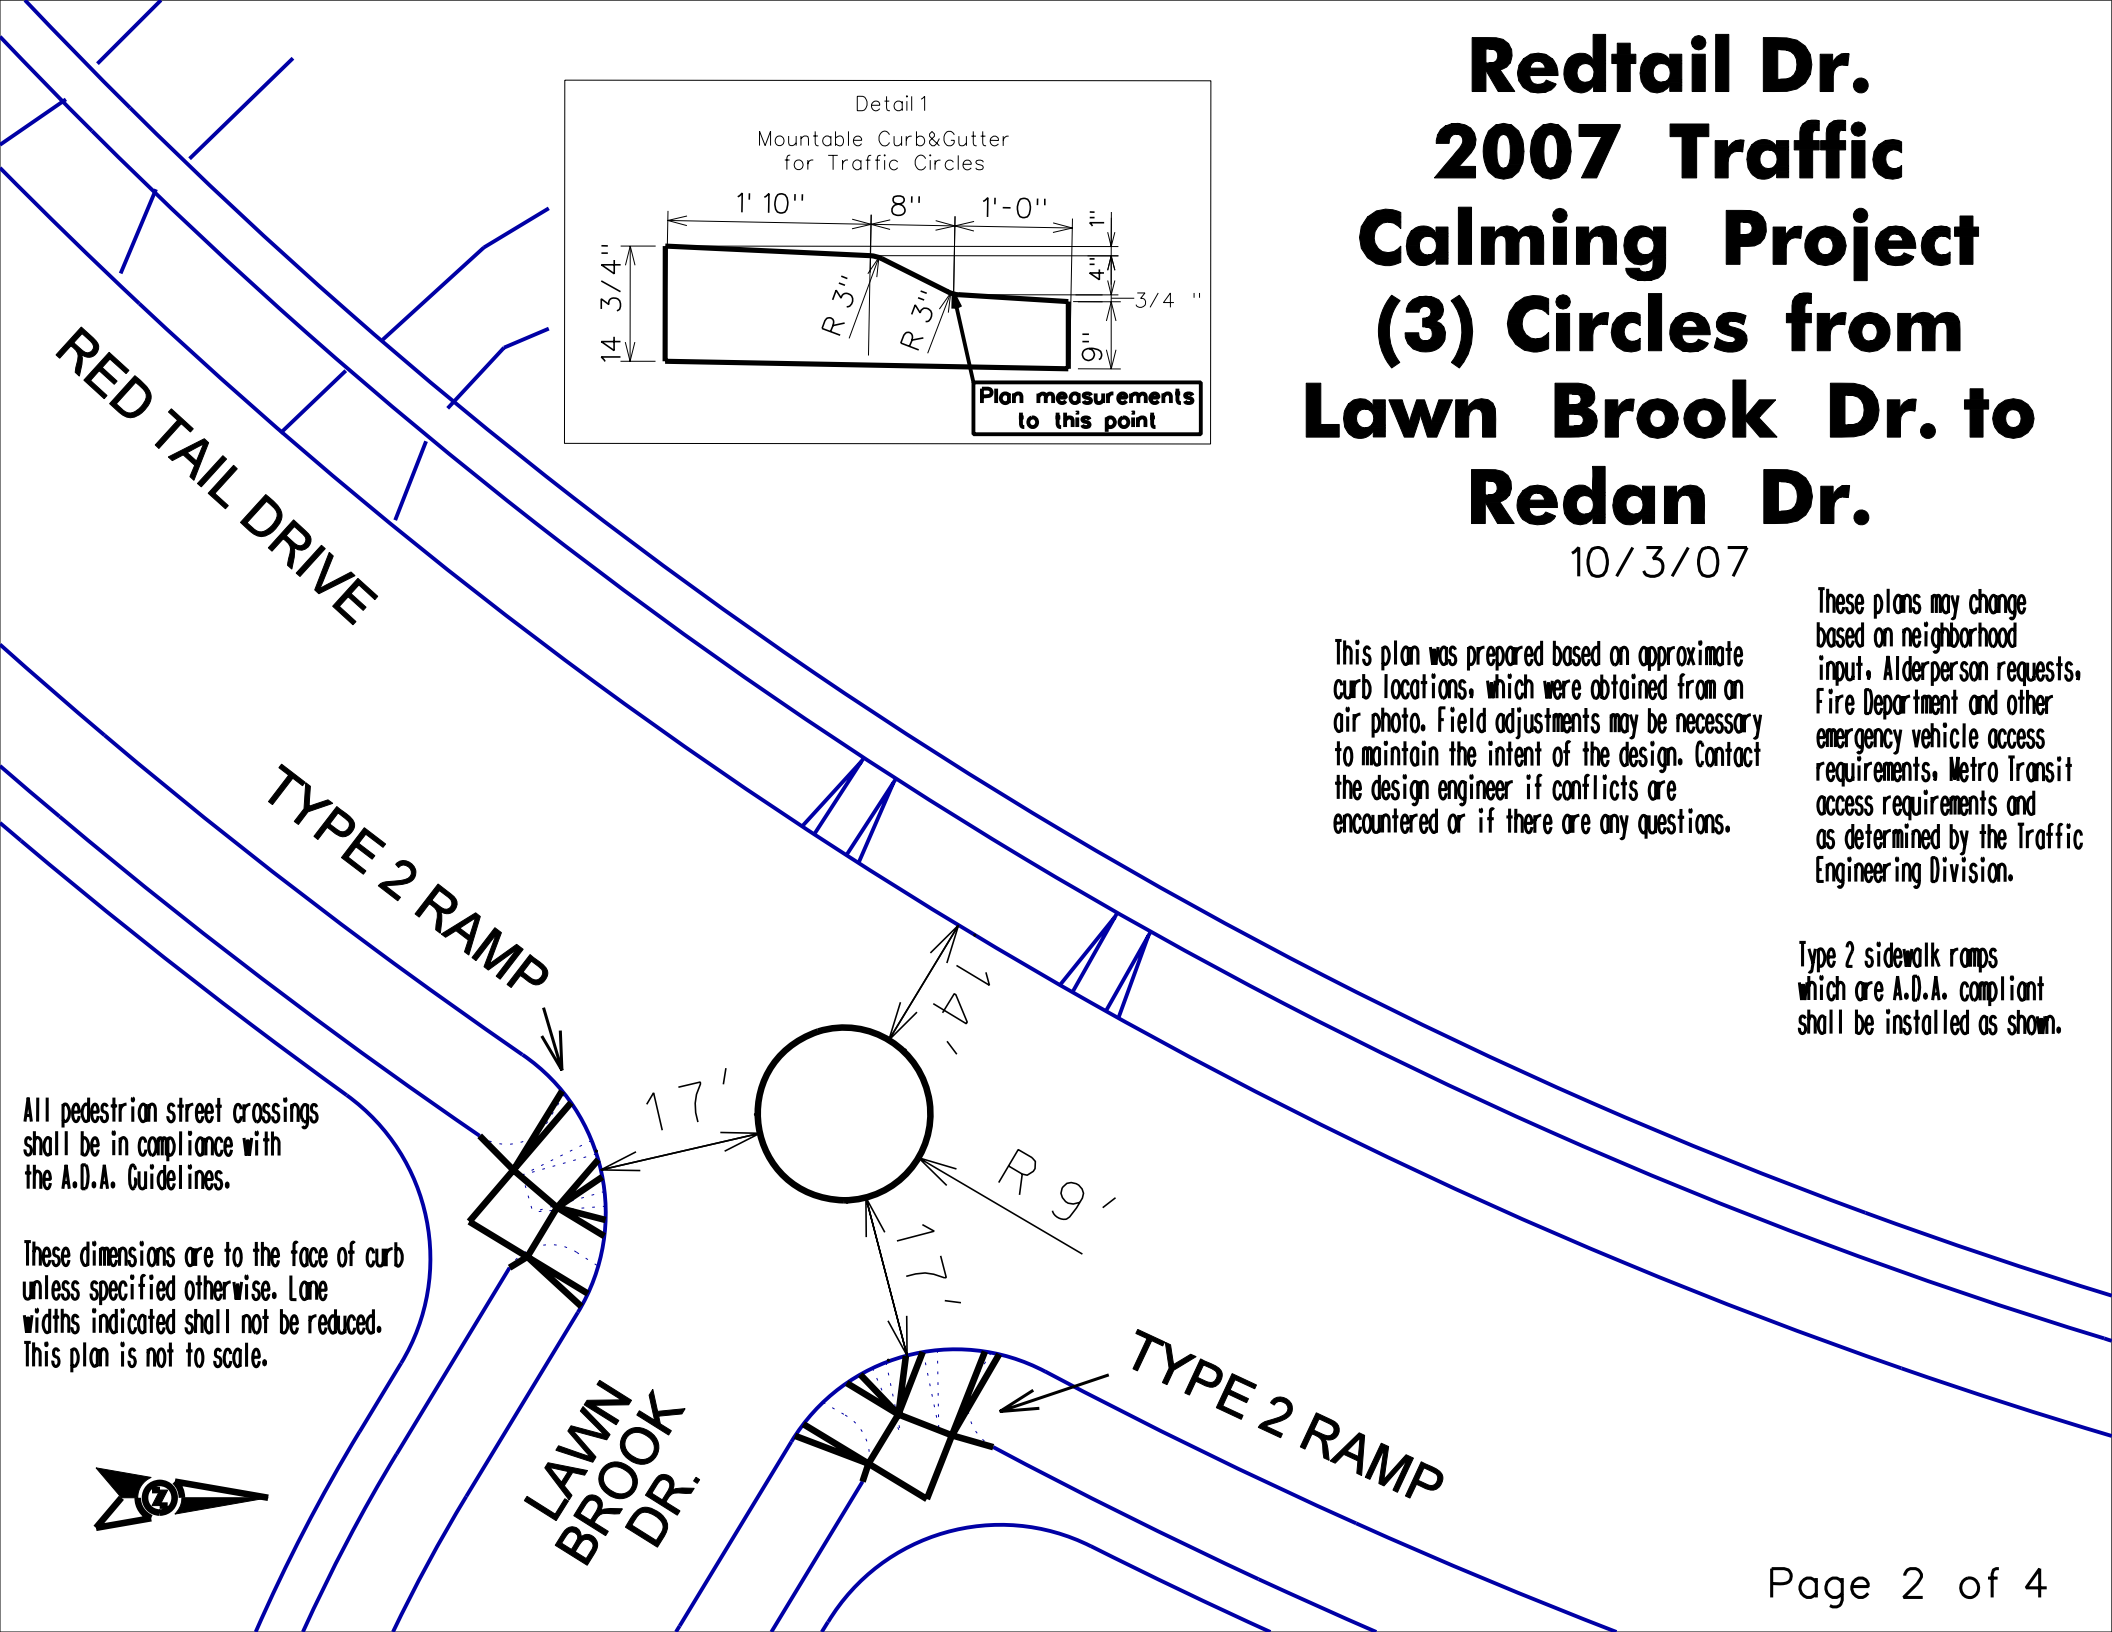 Redtail Dr.
2007 Traffic
Calming Project
(3) Circles from
Lawn Brook Dr. to
Redan Dr.
10/3/07
Detail 1
Mountable Curb&Gutter
for Traffic Circles
1' 10"
8"
1'-0"
1"
4"
3/4 "
9"
14 3/4"
R 3"
R 3"
Plan measurements
to this point
RED TAIL DRIVE
This plan was prepared based on approximate
curb locations, which were obtained from an
air photo. Field adjustments may be necessary
to maintain the intent of the design. Contact
the design engineer if conflicts are
encountered or if there are any questions.
These plans may change
based on neighborhood
input, Alderperson requests,
Fire Department and other
emergency vehicle access
requirements, Metro Transit
access requirements and
as determined by the Traffic
Engineering Division.
Type 2 sidewalk ramps
which are A.D.A. compliant
shall be installed as shown.
TYPE 2 RAMP
14'
17'
R 9'
17'
All pedestrian street crossings
shall be in compliance with
the A.D.A. Guidelines.
These dimensions are to the face of curb
unless specified otherwise. Lane
widths indicated shall not be reduced.
This plan is not to scale.
TYPE 2 RAMP
LAWN
BROOK
DR.
Z
Page 2 of 4